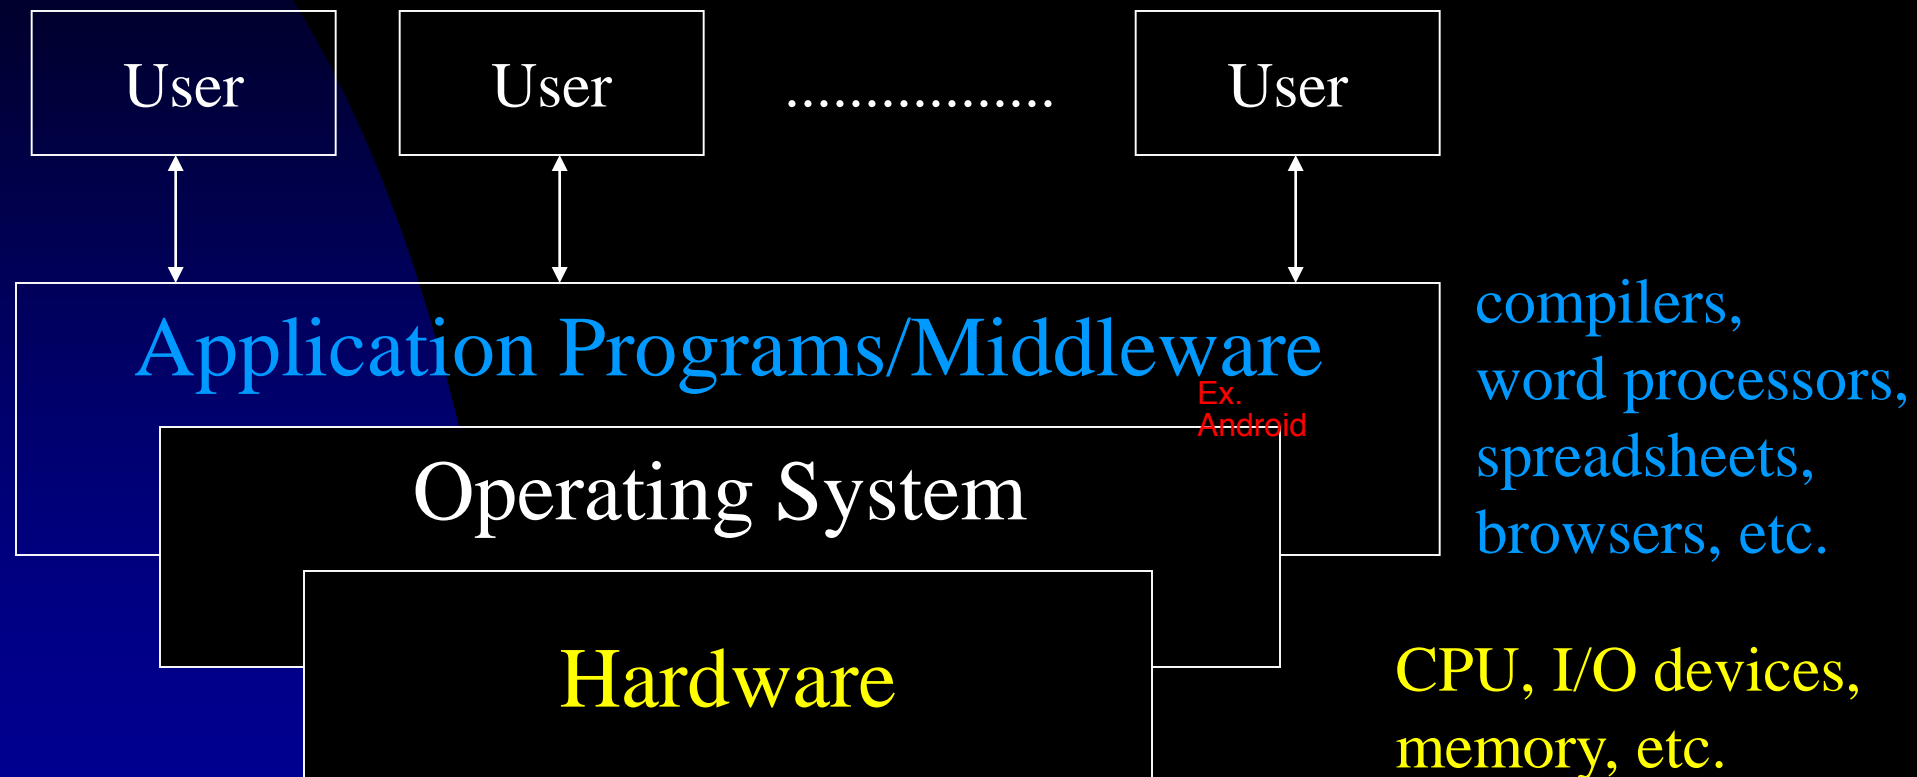 User
User
.................
User
Application Programs/Middleware
Ex.
Android
compilers,
word processors,
spreadsheets,
browsers, etc.
Operating System
Hardware
CPU, I/O devices,
memory, etc.